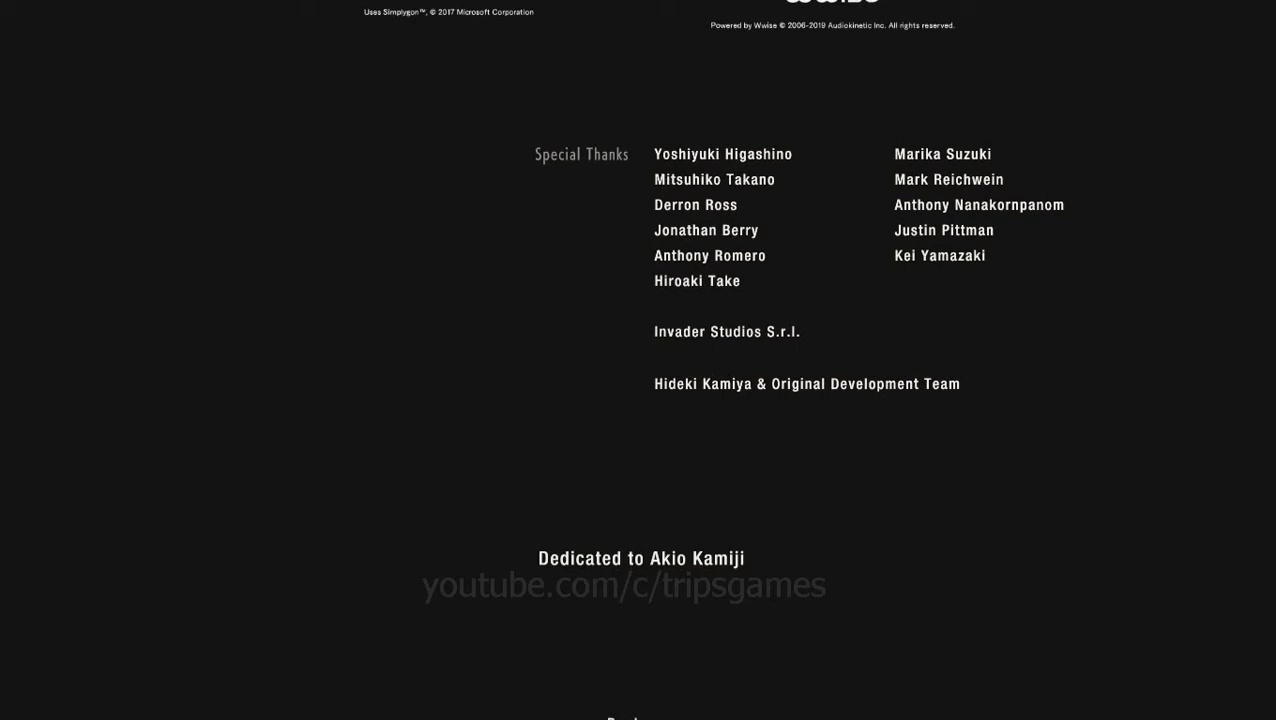 Uses Simplygon™, © 2017 Microsoft Corporation
Powered by Wwise © 2006-2019 Audiokinetic Inc. All rights reserved.
Special Thanks
Yoshiyuki Higashino Marika Suzuki
Mitsuhiko Takano Mark Reichwein
Derron Ross Anthony Nanakornpanom
Jonathan Berry Justin Pittman
Anthony Romero Kei Yamazaki
Hiroaki Take
Invader Studios S.r.l.
Hideki Kamiya & Original Development Team
Dedicated to Akio Kamiji
youtube.com/c/tripsgames